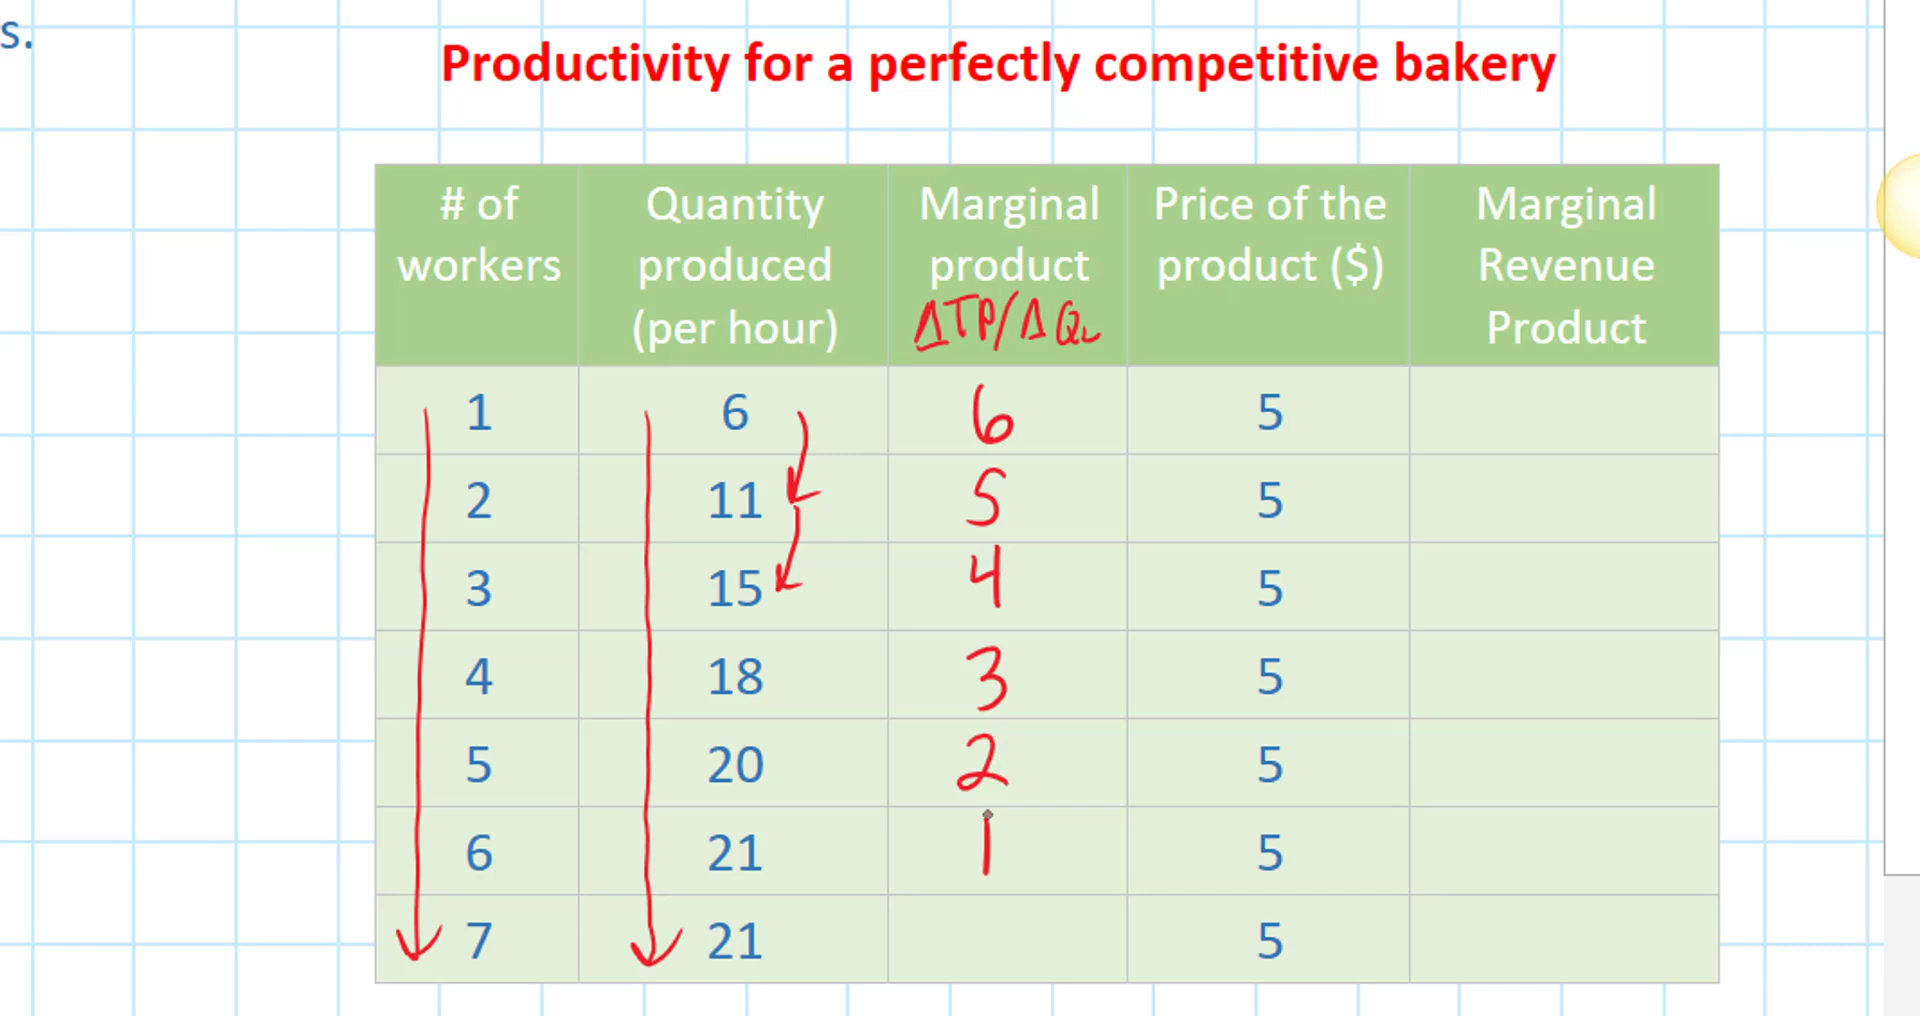 s.
Productivity for a perfectly competitive bakery
# of workers Quantity produced (per hour) Marginal product ΔTP/ΔQL Price of the product ($) Marginal Revenue Product
1 6 6 5
2 11 5 5
3 15 4 5
4 18 3 5
5 20 2 5
6 21 1 5
7 21 5